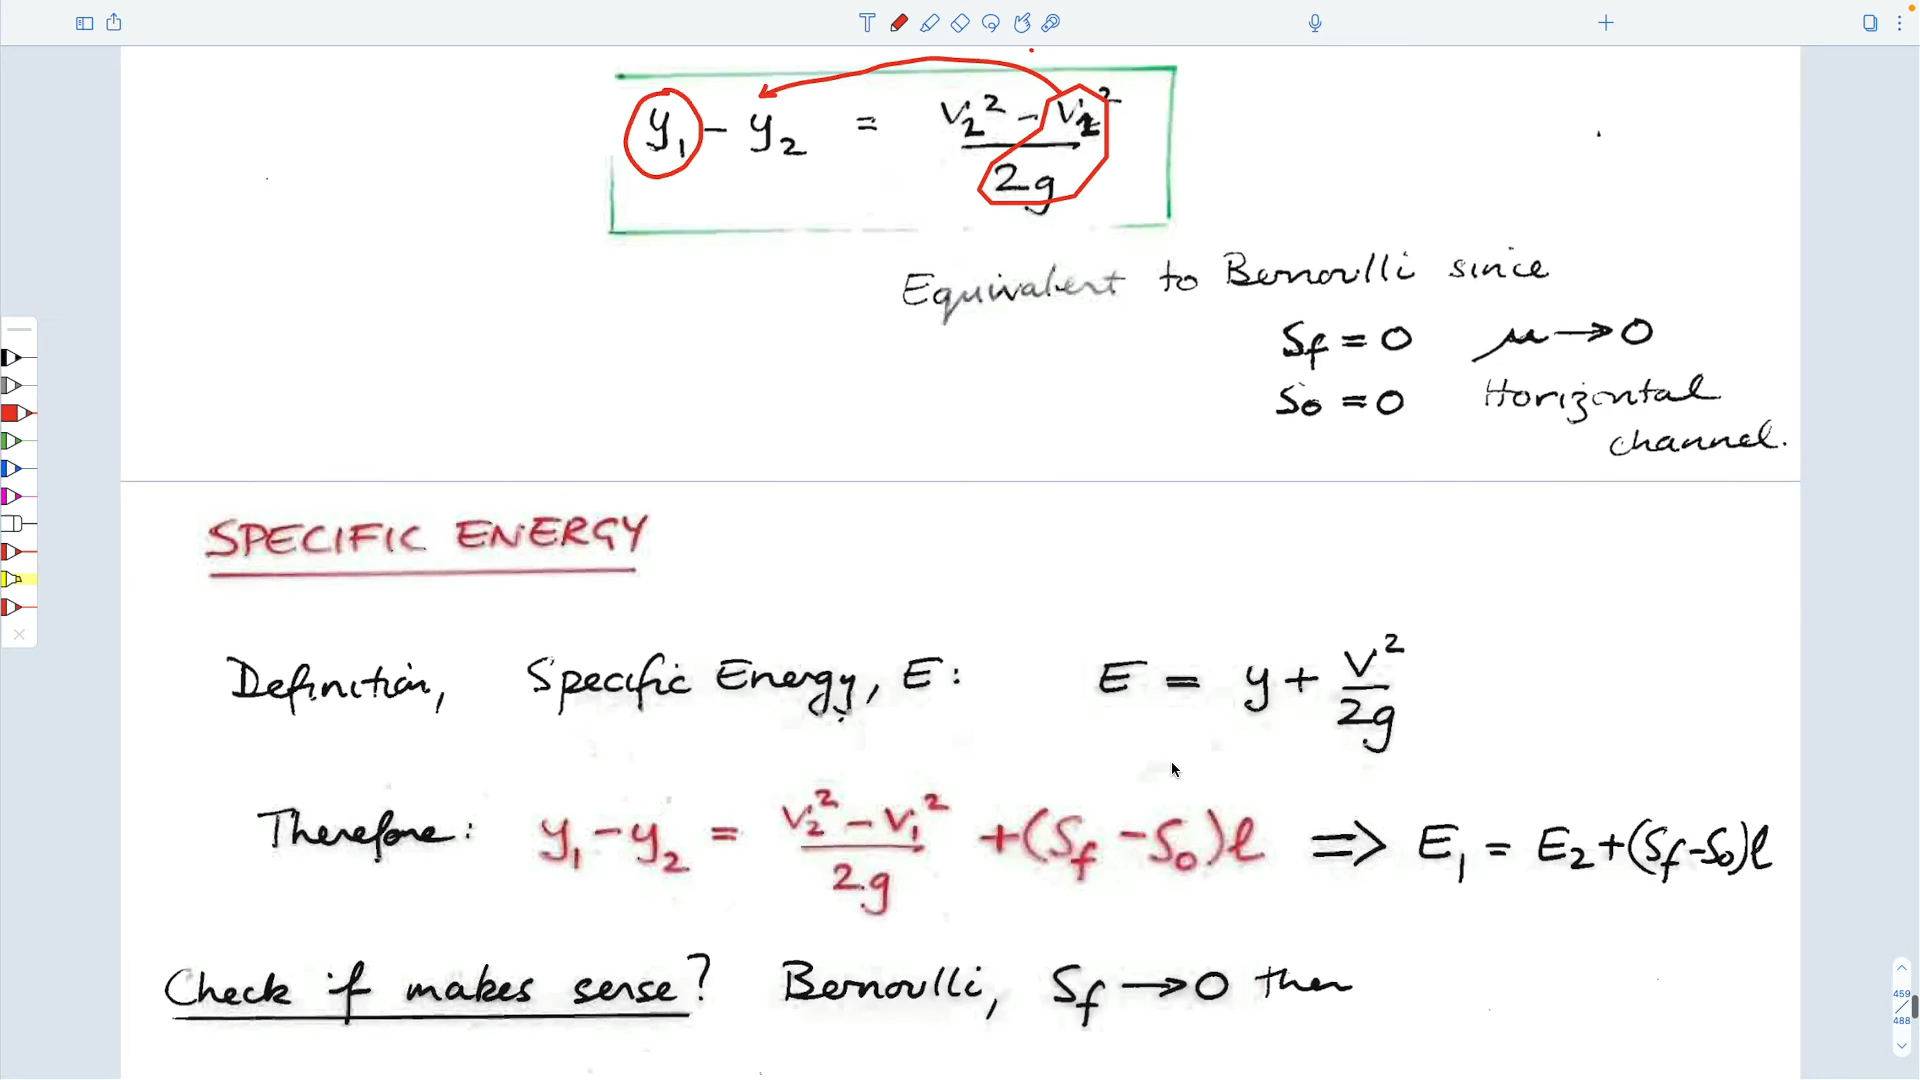 y₁ - y₂ = (V₂² - V₁²) / 2g
Equivalent to Bernoulli since
Sf = 0 μ → 0
So = 0 Horizontal
channel.
SPECIFIC ENERGY
Definition, Specific Energy, E: E = y + V² / 2g
Therefore: y₁ - y₂ = (V₂² - V₁²) / 2g + (Sf - So)l ⇒ E₁ = E₂ + (Sf - So)l
Check if makes sense? Bernoulli, Sf → 0 then
459
488